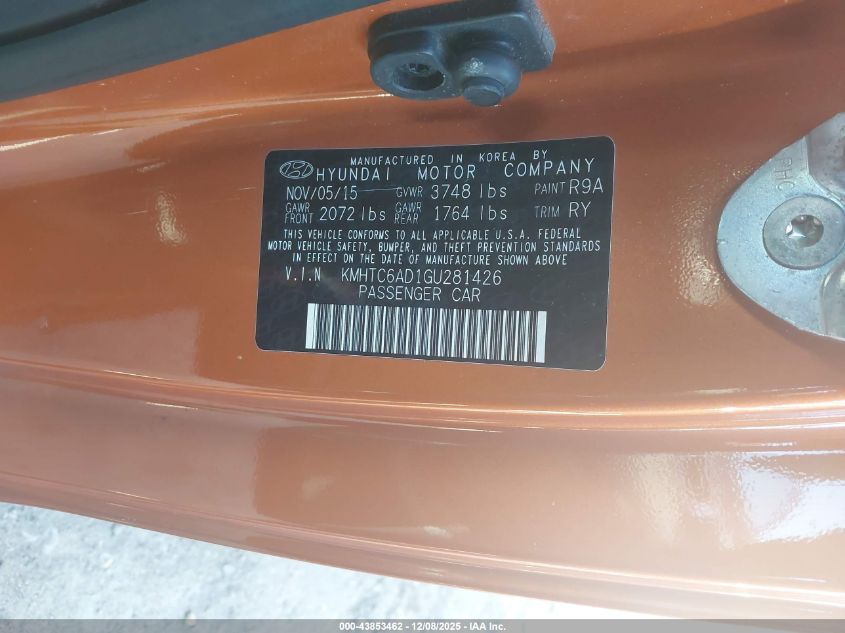 MANUFACTURED IN KOREA BY
HYUNDAI MOTOR COMPANY
NOV/05/15 GVWR 3748 lbs PAINT R9A
GAWR FRONT 2072 lbs GAWR REAR 1764 lbs TRIM RY
THIS VEHICLE CONFORMS TO ALL APPLICABLE U.S.A. FEDERAL
MOTOR VEHICLE SAFETY, BUMPER, AND THEFT PREVENTION STANDARDS
IN EFFECT ON THE DATE OF MANUFACTURE SHOWN ABOVE
V.I.N KMHTC6AD1GU281426
PASSENGER CAR
000-43853462 - 12/08/2025 - IAA Inc.